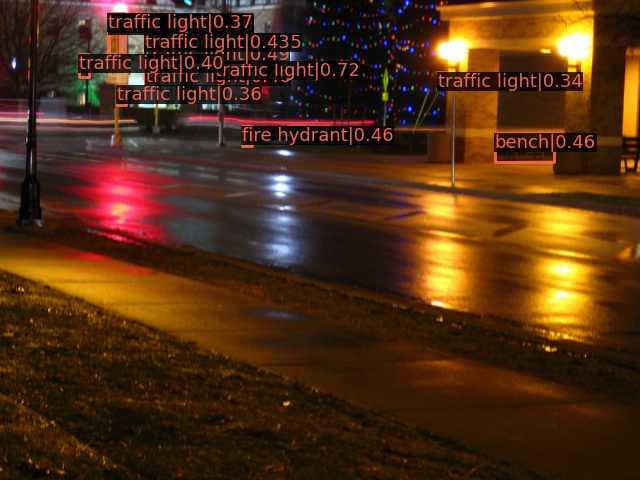 traffic light|0.37
traffic light|0.435
traffic light|0.40
traffic light|0.72
traffic light|0.36
traffic light|0.34
fire hydrant|0.46
bench|0.46